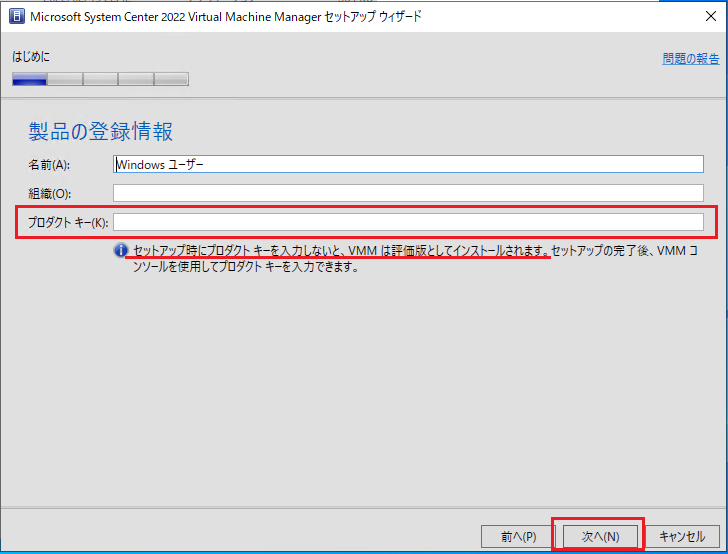 Microsoft System Center 2022 Virtual Machine Manager セットアップ ウィザード
はじめに
問題の報告
製品の登録情報
名前(A):
Windows ユーザー
組織(O):
プロダクト キー(K):
セットアップ時にプロダクト キーを入力しないと、VMM は評価版としてインストールされます。セットアップの完了後、VMM コ
ンソールを使用してプロダクト キーを入力できます。
前へ(P)
次へ(N)
キャンセル